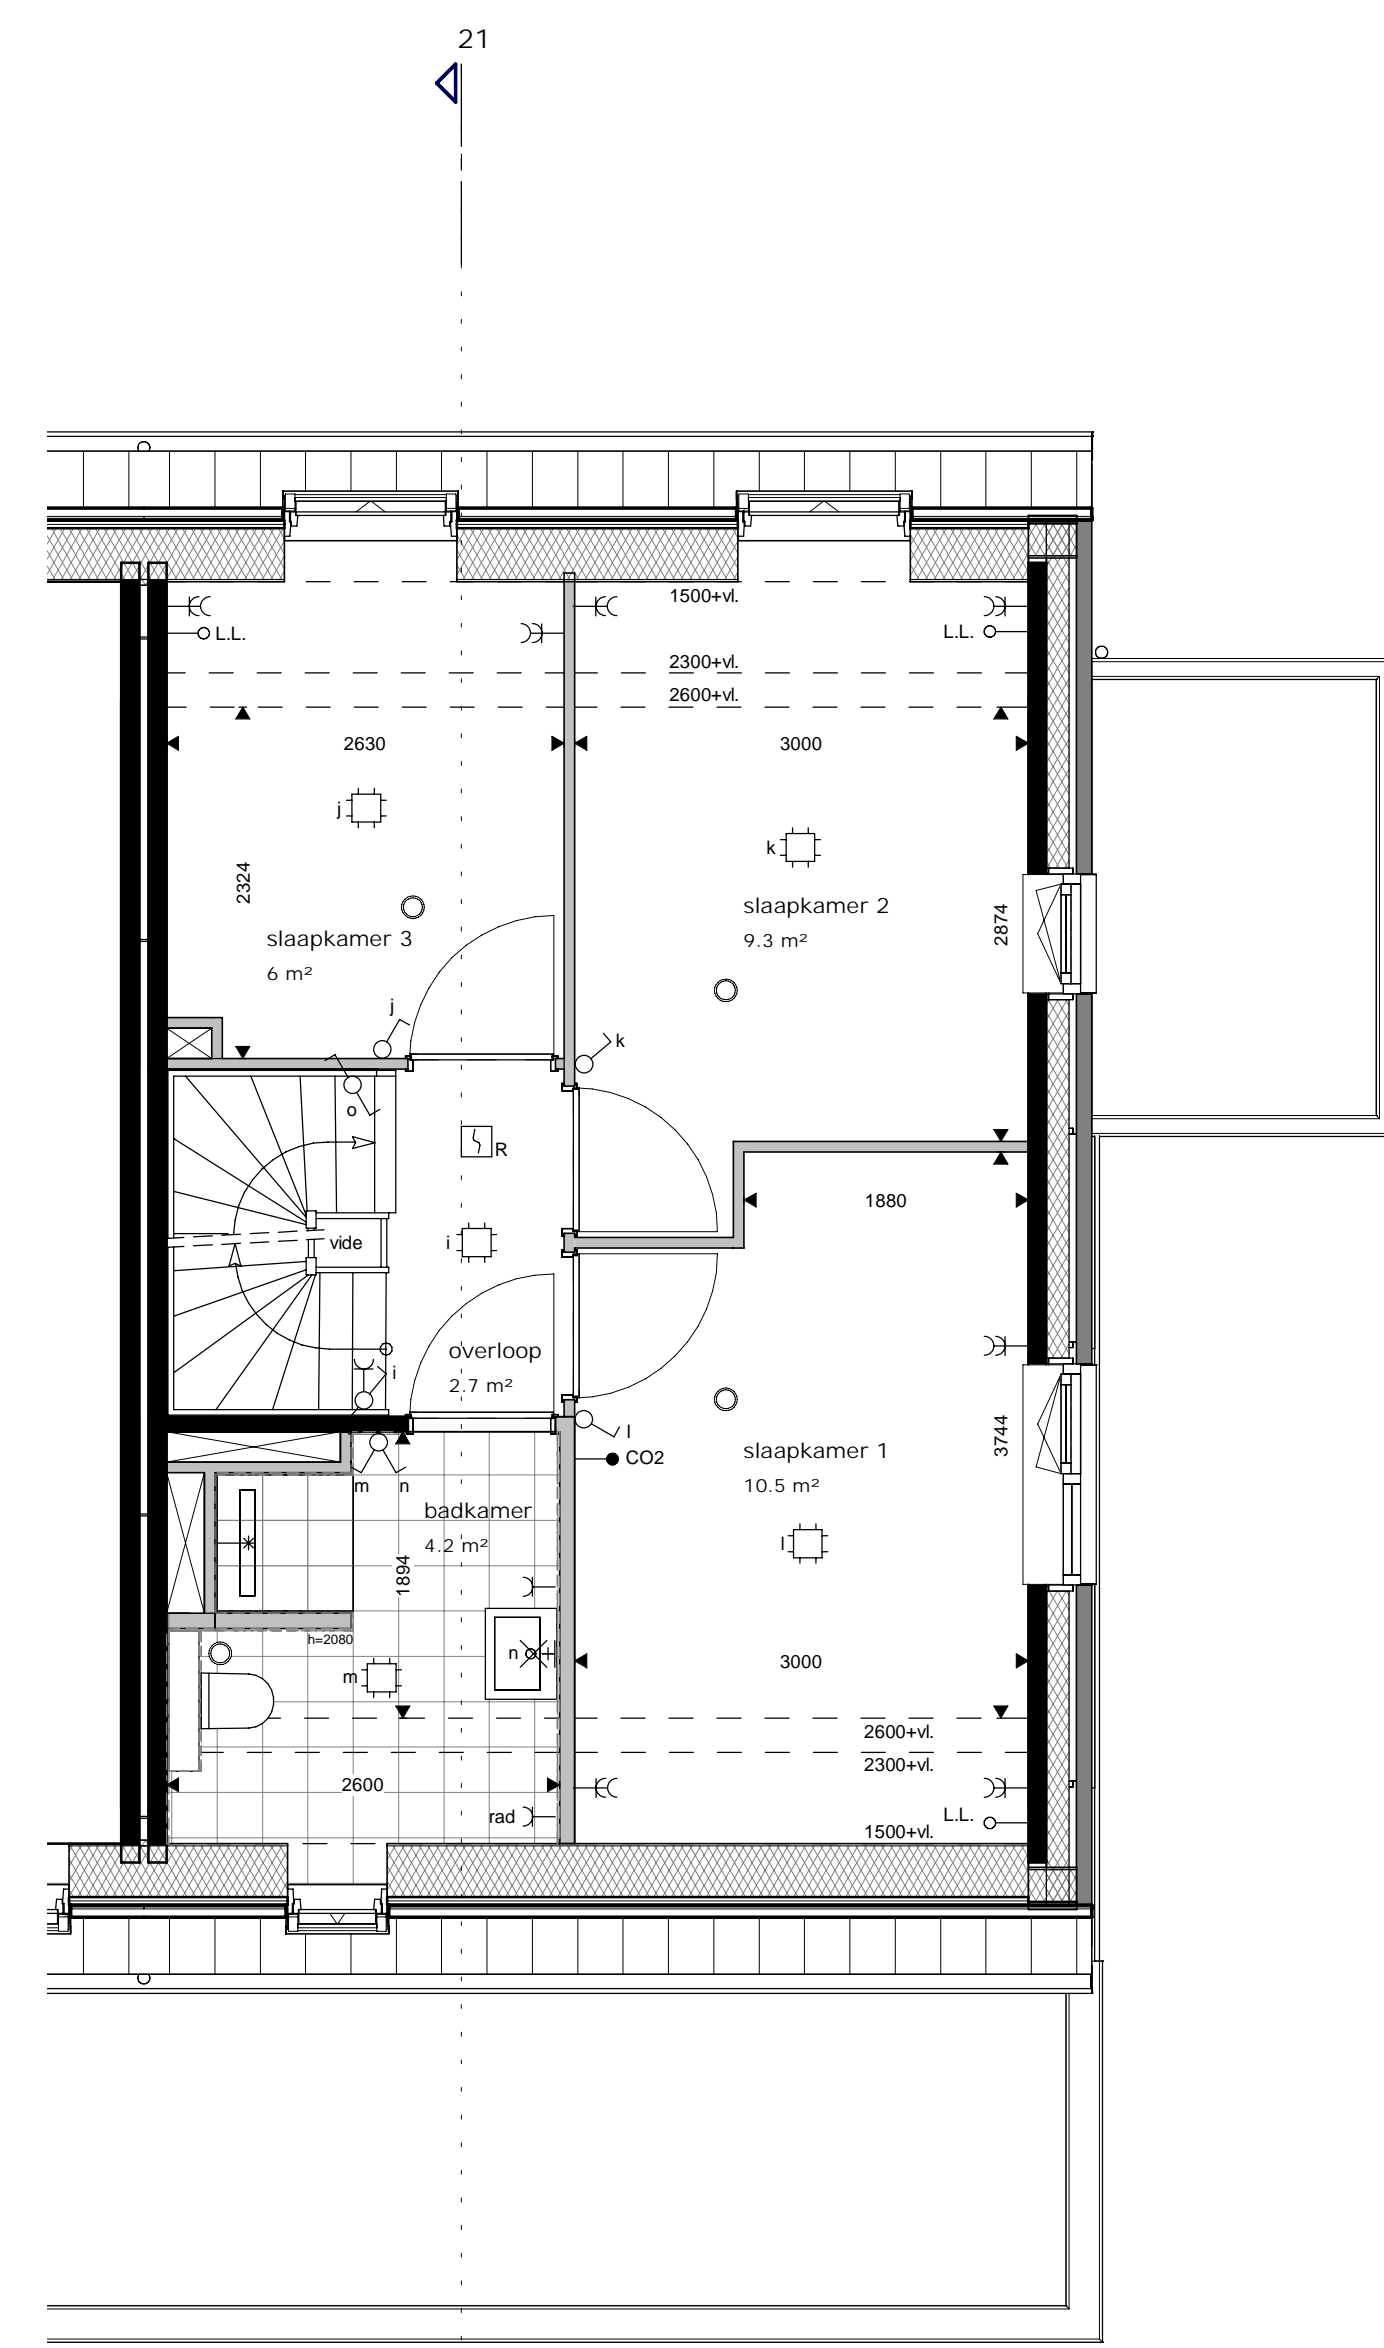 21
1500+vl.
L.L.
L.L.
2300+vl.
2600+vl.
2630
3000
j
k
2324
slaapkamer 2
9.3 m²
2874
slaapkamer 3
6 m²
j
k
o
R
1880
vide
i
overloop
2.7 m²
i
l
CO2
slaapkamer 1
10.5 m²
3744
m n
badkamer
4.2 m²
l
1894
h=2080
n
m
3000
2600+vl.
2300+vl.
2600
rad
L.L.
1500+vl.